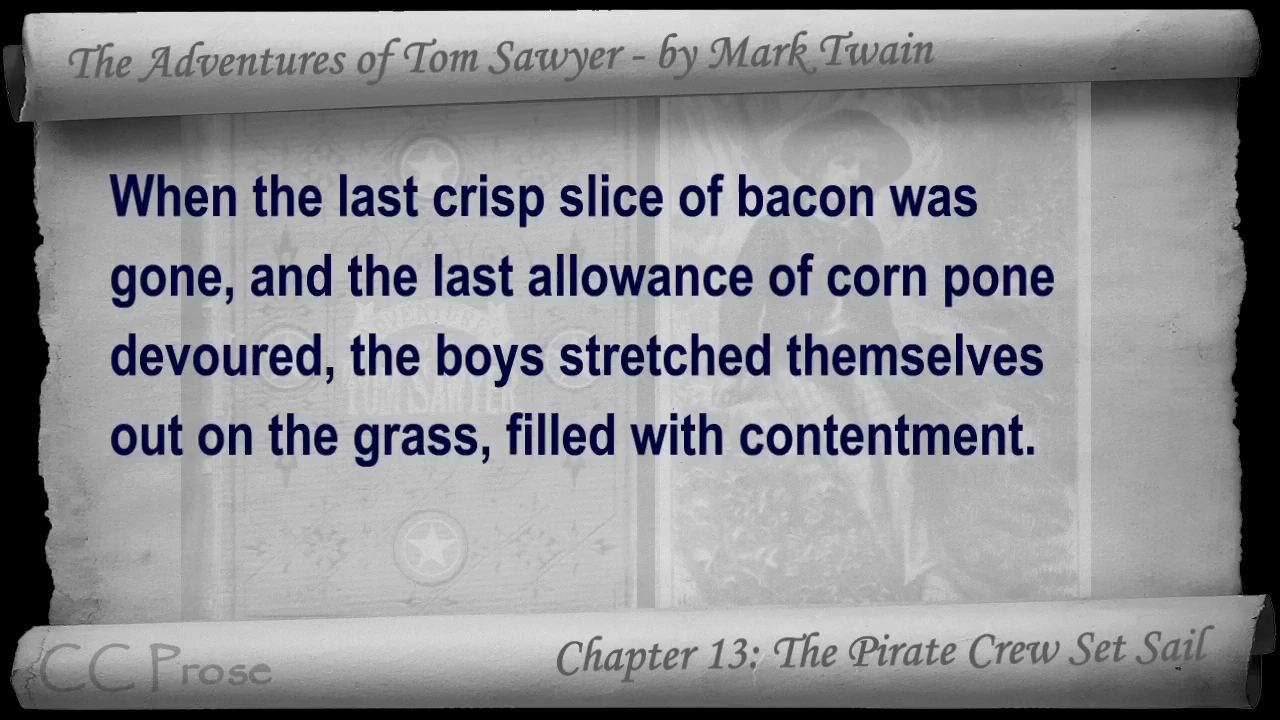 The Adventures of Tom Sawyer - by Mark Twain
When the last crisp slice of bacon was
gone, and the last allowance of corn pone
devoured, the boys stretched themselves
out on the grass, filled with contentment.
TOM SAWYER
CC Prose
Chapter 13: The Pirate Crew Set Sail